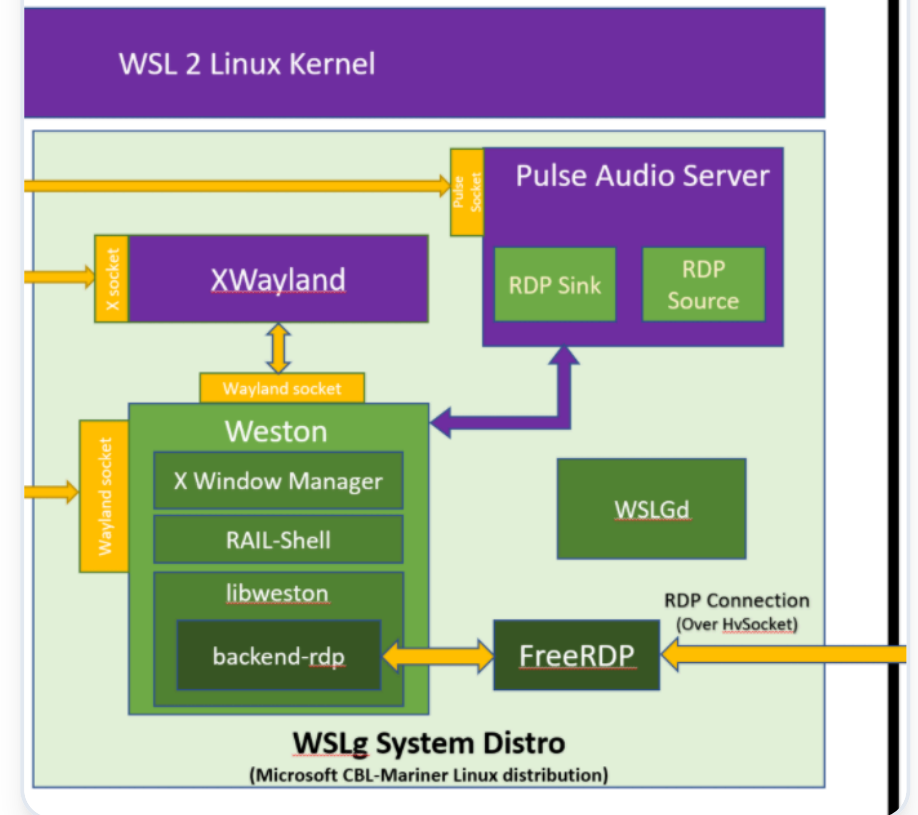 WSL 2 Linux Kernel
Pulse
Socket
Pulse Audio Server
RDP Sink
RDP
Source
X socket
XWayland
Wayland socket
Wayland socket
Weston
X Window Manager
RAIL-Shell
libweston
backend-rdp
WSLGd
RDP Connection
(Over HvSocket)
FreeRDP
WSLg System Distro
(Microsoft CBL-Mariner Linux distribution)